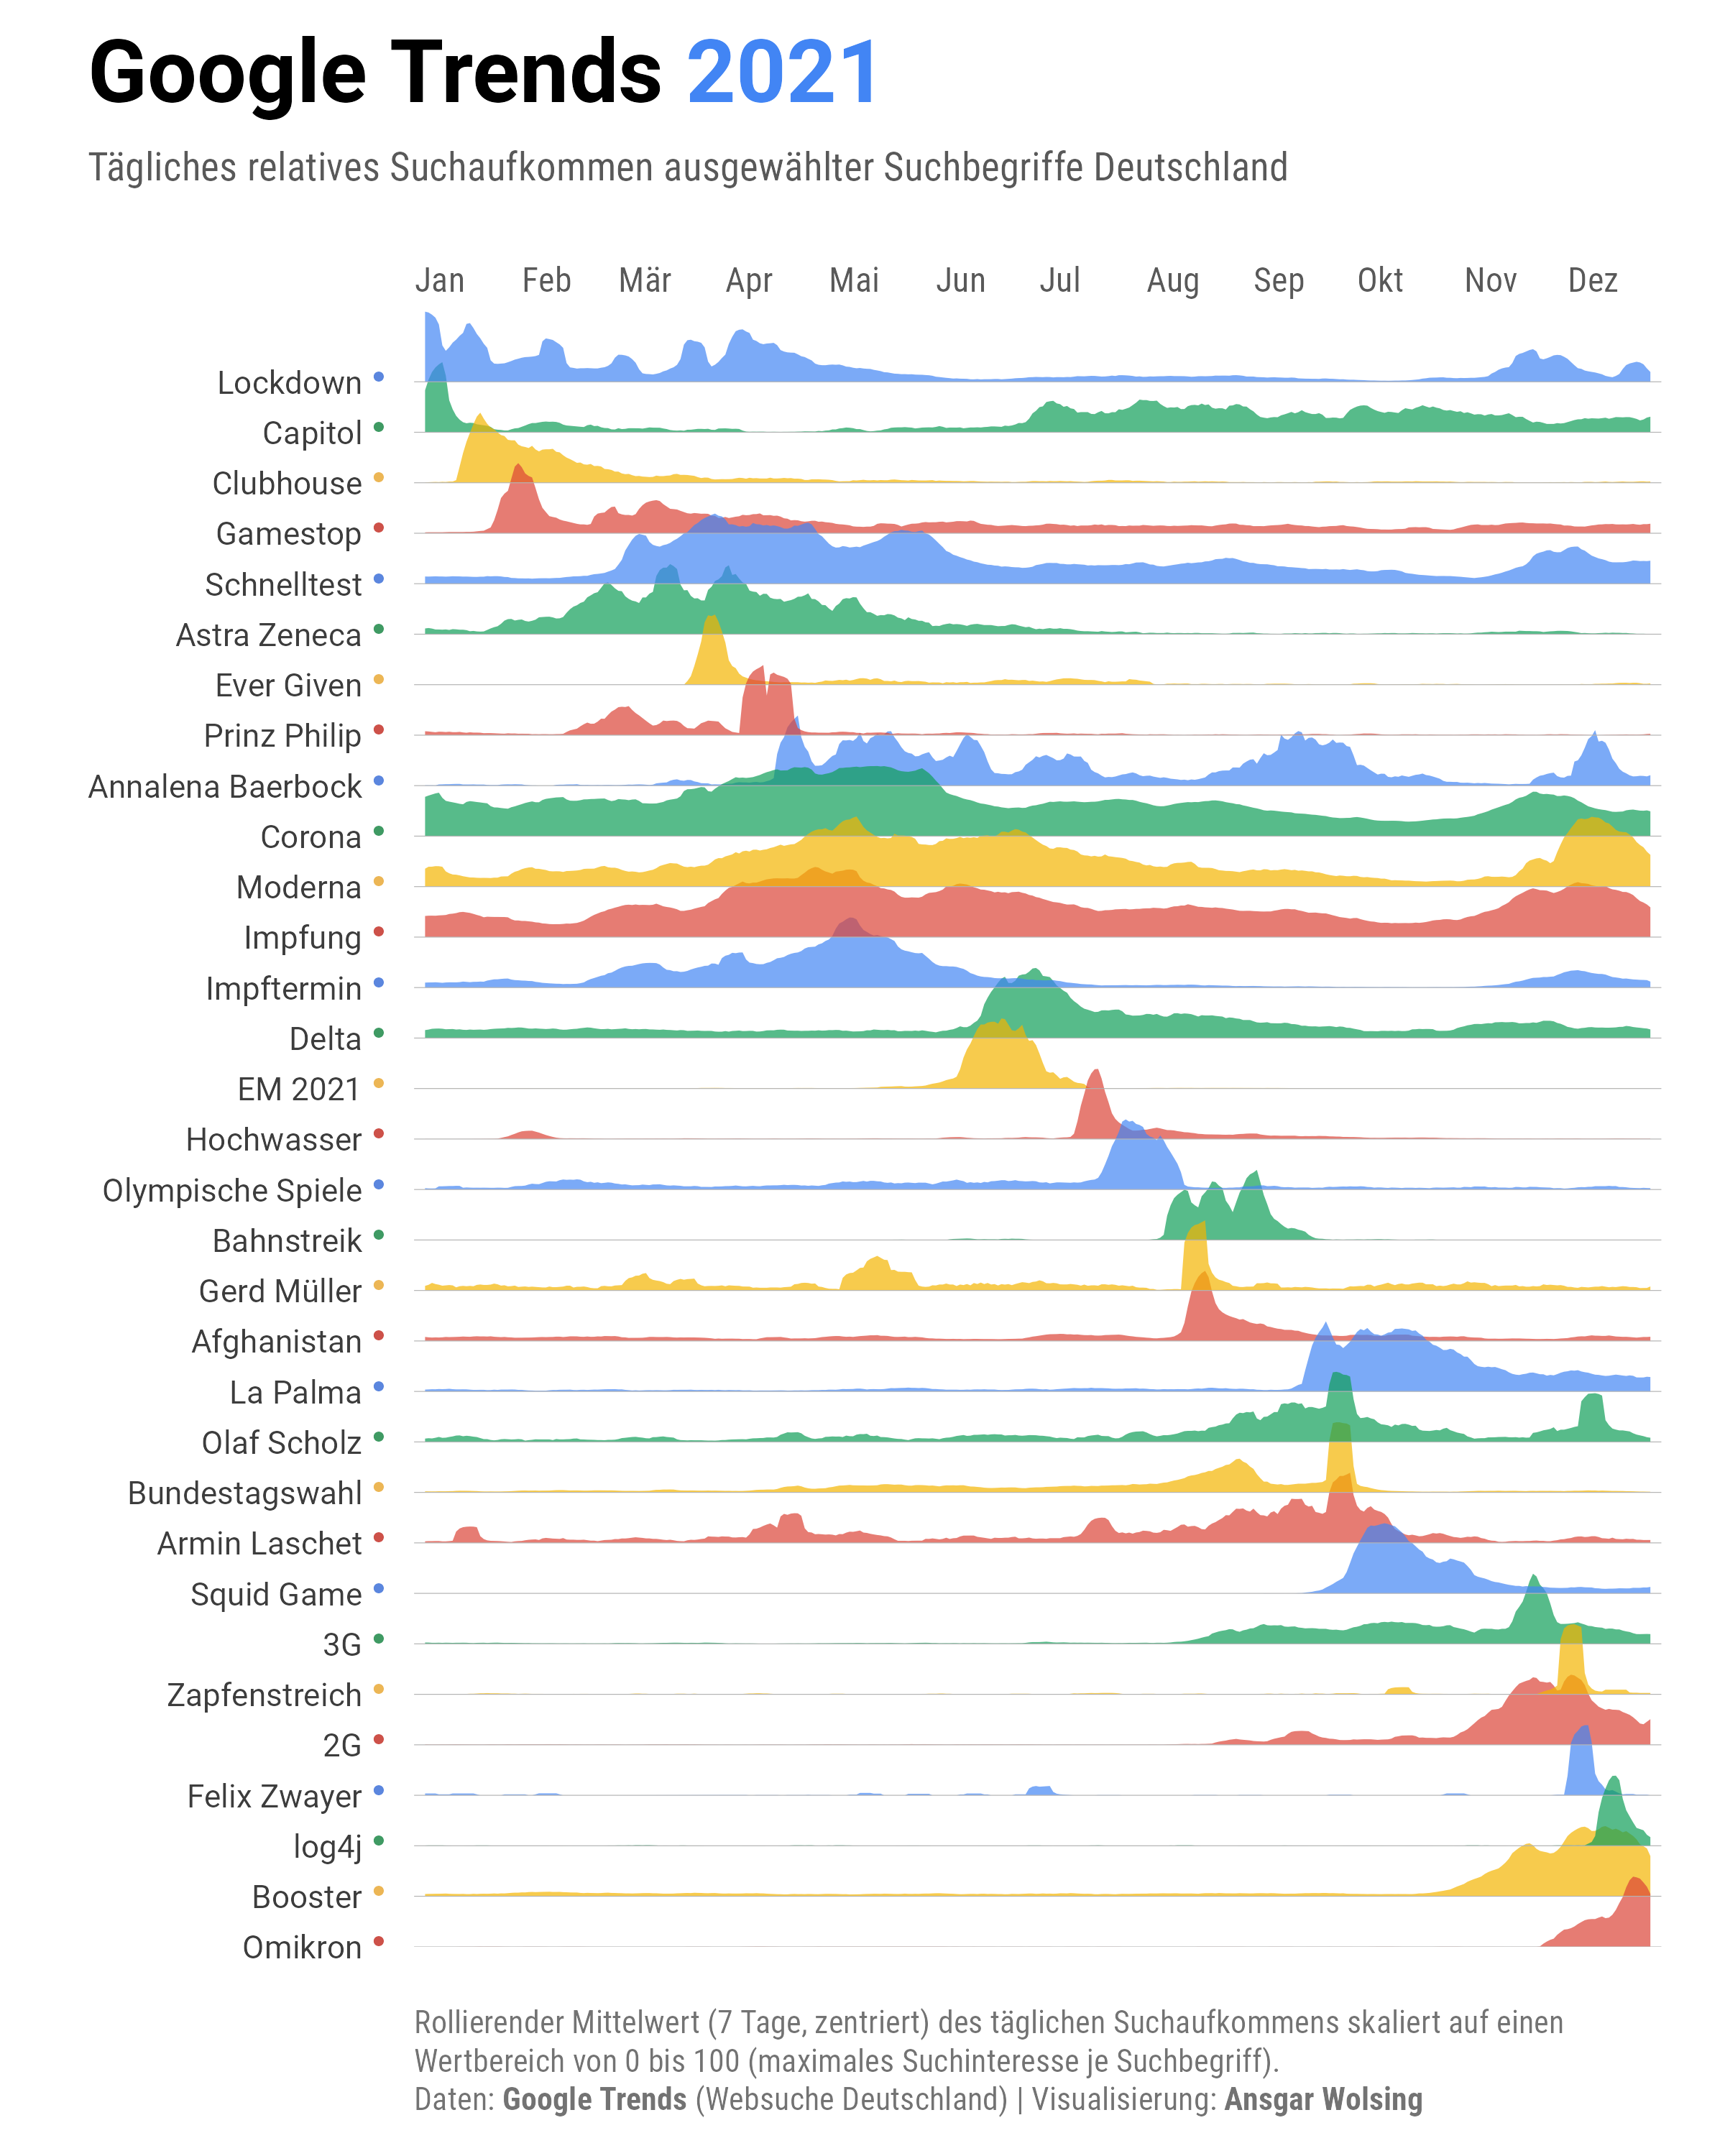 Google Trends 2021
Tägliches relatives Suchaufkommen ausgewählter Suchbegriffe Deutschland
Jan Feb Mär Apr Mai Jun Jul Aug Sep Okt Nov Dez
Lockdown
Capitol
Clubhouse
Gamestop
Schnelltest
Astra Zeneca
Ever Given
Prinz Philip
Annalena Baerbock
Corona
Moderna
Impfung
Impftermin
Delta
EM 2021
Hochwasser
Olympische Spiele
Bahnstreik
Gerd Müller
Afghanistan
La Palma
Olaf Scholz
Bundestagswahl
Armin Laschet
Squid Game
3G
Zapfenstreich
2G
Felix Zwayer
log4j
Booster
Omikron
Rollierender Mittelwert (7 Tage, zentriert) des täglichen Suchaufkommens skaliert auf einen
Wertbereich von 0 bis 100 (maximales Suchinteresse je Suchbegriff).
Daten: Google Trends (Websuche Deutschland) | Visualisierung: Ansgar Wolsing